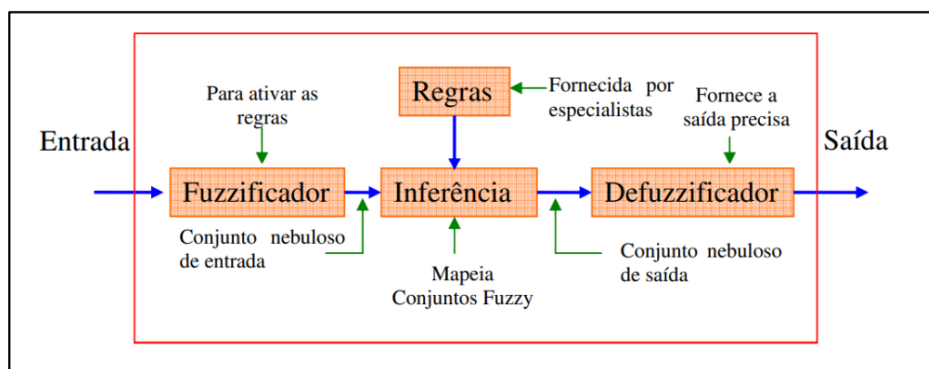 Para ativar as
regras
Regras
Fornecida por
especialistas
Fornece a
saída precisa
Entrada
Saída
Fuzzificador
Inferência
Defuzzificador
Conjunto nebuloso
de entrada
Mapeia
Conjuntos Fuzzy
Conjunto nebuloso
de saída